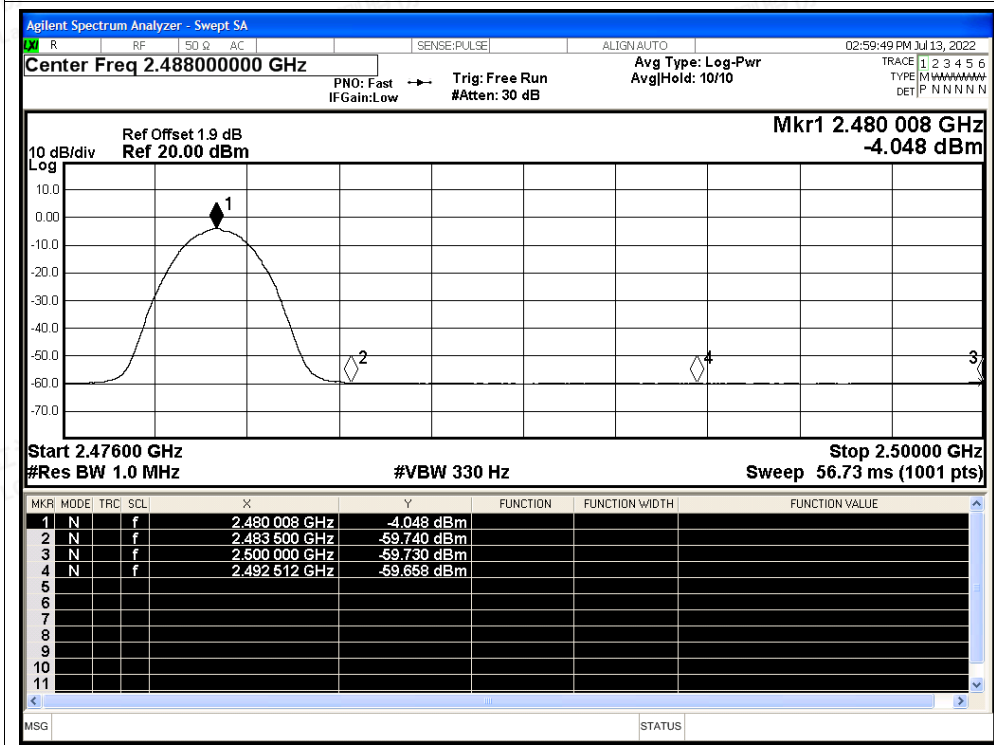 Agilent Spectrum Analyzer - Swept SA
LXI R RF 50 Ω AC SENSE:PULSE ALIGN AUTO 02:59:49 PM Jul 13, 2022
Center Freq 2.488000000 GHz
PNO: Fast
IFGain:Low
Trig: Free Run
#Atten: 30 dB
Avg Type: Log-Pwr
Avg|Hold: 10/10
TRACE 1 2 3 4 5 6
TYPE M WWWWW
DET P N N N N N
Mkr1 2.480 008 GHz
-4.048 dBm
Ref Offset 1.9 dB
10 dB/div Ref 20.00 dBm
Log
10.0
0.00
-10.0
-20.0
-30.0
-40.0
-50.0
-60.0
-70.0
1
2
4
3
Start 2.47600 GHz Stop 2.50000 GHz
#Res BW 1.0 MHz #VBW 330 Hz Sweep 56.73 ms (1001 pts)
MKR MODE TRC SCL X Y FUNCTION FUNCTION WIDTH FUNCTION VALUE
1 N f 2.480 008 GHz -4.048 dBm
2 N f 2.483 500 GHz -59.740 dBm
3 N f 2.500 000 GHz -59.730 dBm
4 N f 2.492 512 GHz -59.658 dBm
5
6
7
8
9
10
11
MSG STATUS